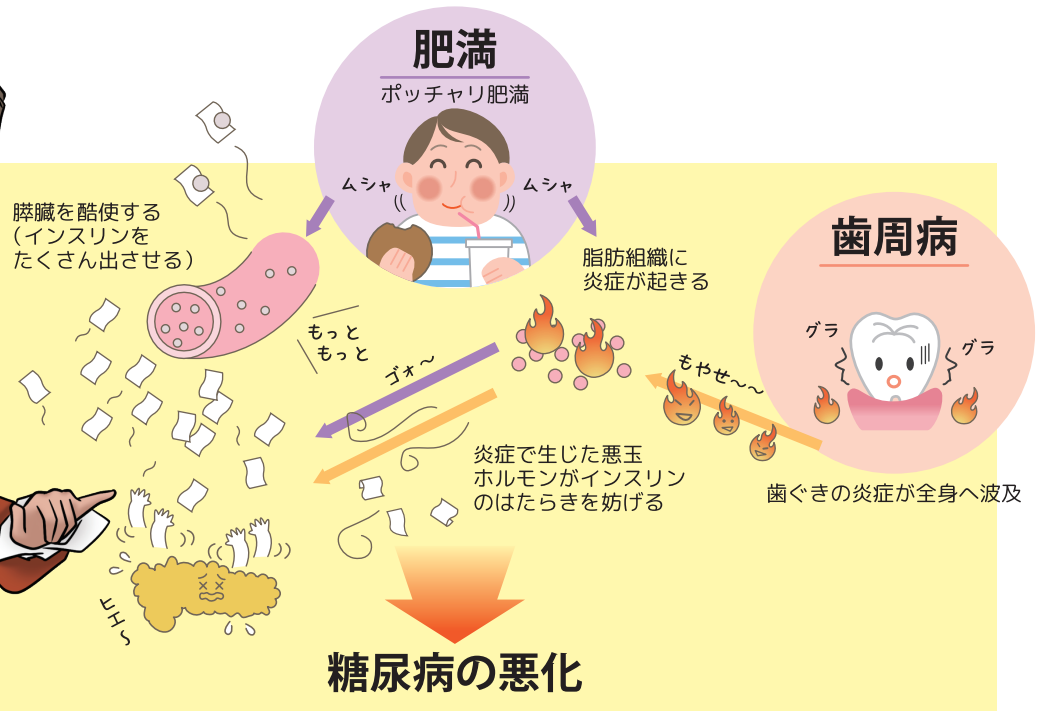 肥満
ポッチャリ肥満
ムシャ
ムシャ
膵臓を酷使する
（インスリンを
たくさん出させる）
脂肪組織に
炎症が起きる
歯周病
グラ
グラ
もっと
もっと
ゴォ～
もやせ～～
炎症で生じた悪玉
ホルモンがインスリン
のはたらきを妨げる
歯ぐきの炎症が全身へ波及
ヒエ～
糖尿病の悪化